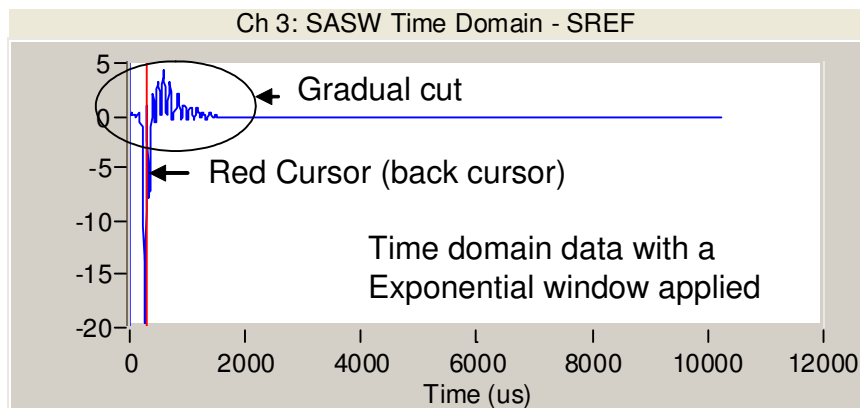 Ch 3: SASW Time Domain - SREF
5
0
-5
-10
-15
-20
Gradual cut
Red Cursor (back cursor)
Time domain data with a
Exponential window applied
0 2000 4000 6000 8000 10000 12000
Time (us)